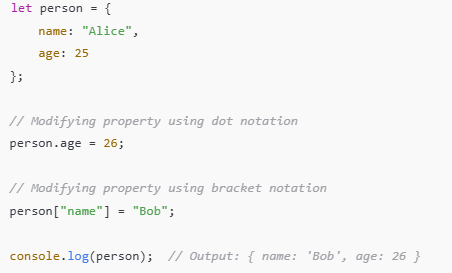 let person = {
    name: "Alice",
    age: 25
};
// Modifying property using dot notation
person.age = 26;
// Modifying property using bracket notation
person["name"] = "Bob";
console.log(person);  // Output: { name: 'Bob', age: 26 }